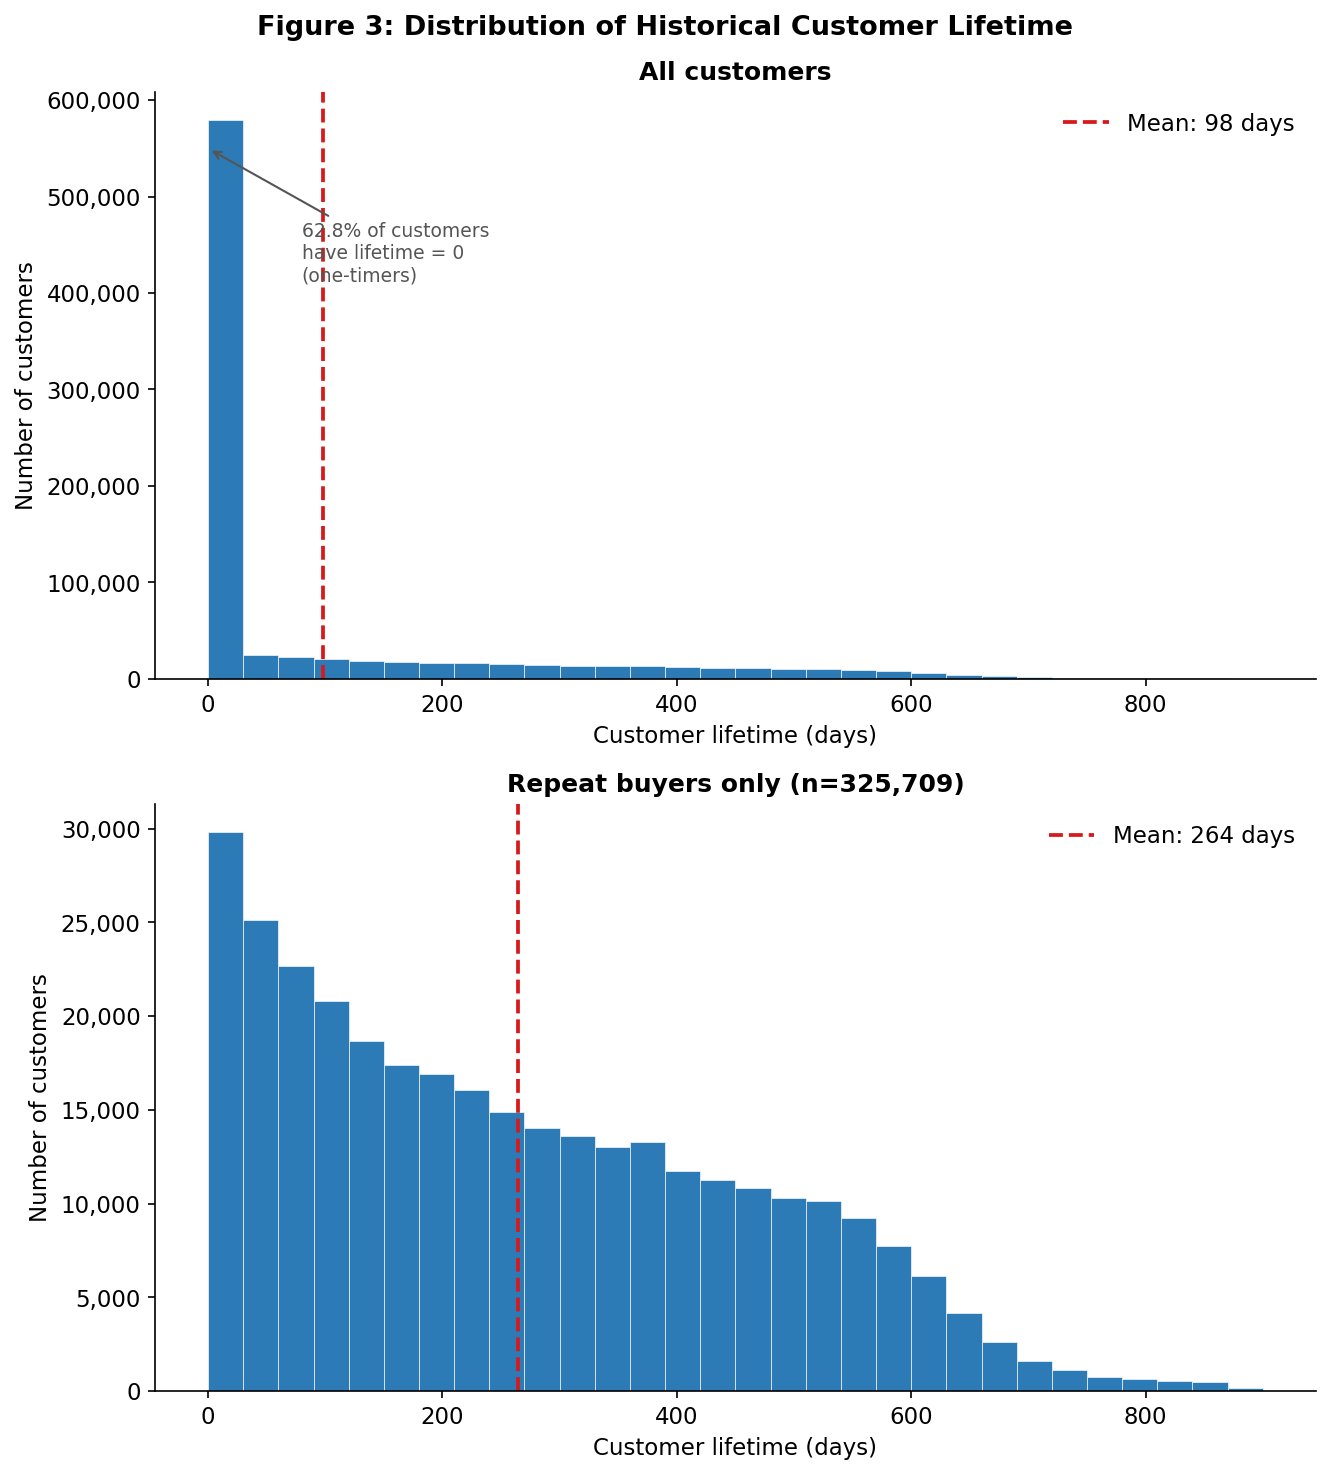 Figure 3: Distribution of Historical Customer Lifetime
All customers
600,000
500,000
400,000
300,000
200,000
100,000
0
Number of customers
Mean: 98 days
62.8% of customers
have lifetime = 0
(one-timers)
0 200 400 600 800
Customer lifetime (days)
Repeat buyers only (n=325,709)
30,000
25,000
20,000
15,000
10,000
5,000
0
Number of customers
Mean: 264 days
0 200 400 600 800
Customer lifetime (days)